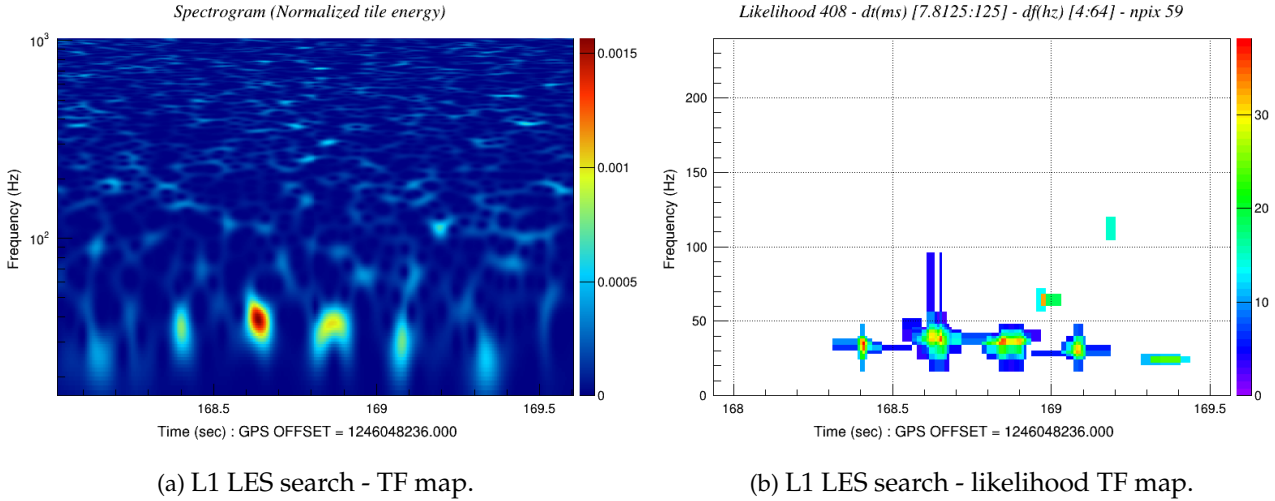 Spectrogram (Normalized tile energy)
Frequency (Hz)
10³
10²
168.5 169 169.5
Time (sec) : GPS OFFSET = 1246048236.000
0.0015
0.001
0.0005
0
(a) L1 LES search - TF map.
Likelihood 408 - dt(ms) [7.8125:125] - df(hz) [4:64] - npix 59
Frequency (Hz)
200
150
100
50
0
168 168.5 169 169.5
Time (sec) : GPS OFFSET = 1246048236.000
30
20
10
0
(b) L1 LES search - likelihood TF map.